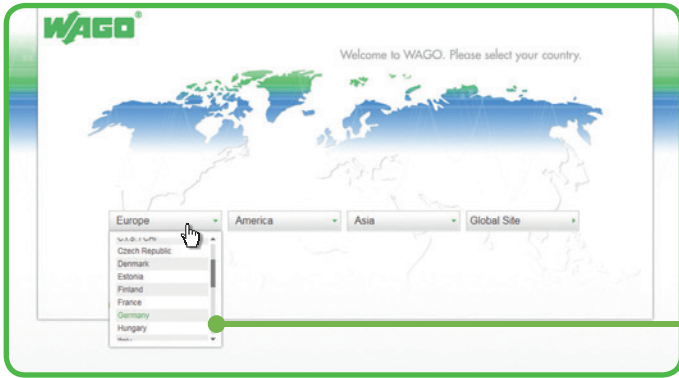 WAGO®
Welcome to WAGO. Please select your country.
Europe
America
Asia
Global Site
Czech Republic
Denmark
Estonia
Finland
France
Germany
Hungary